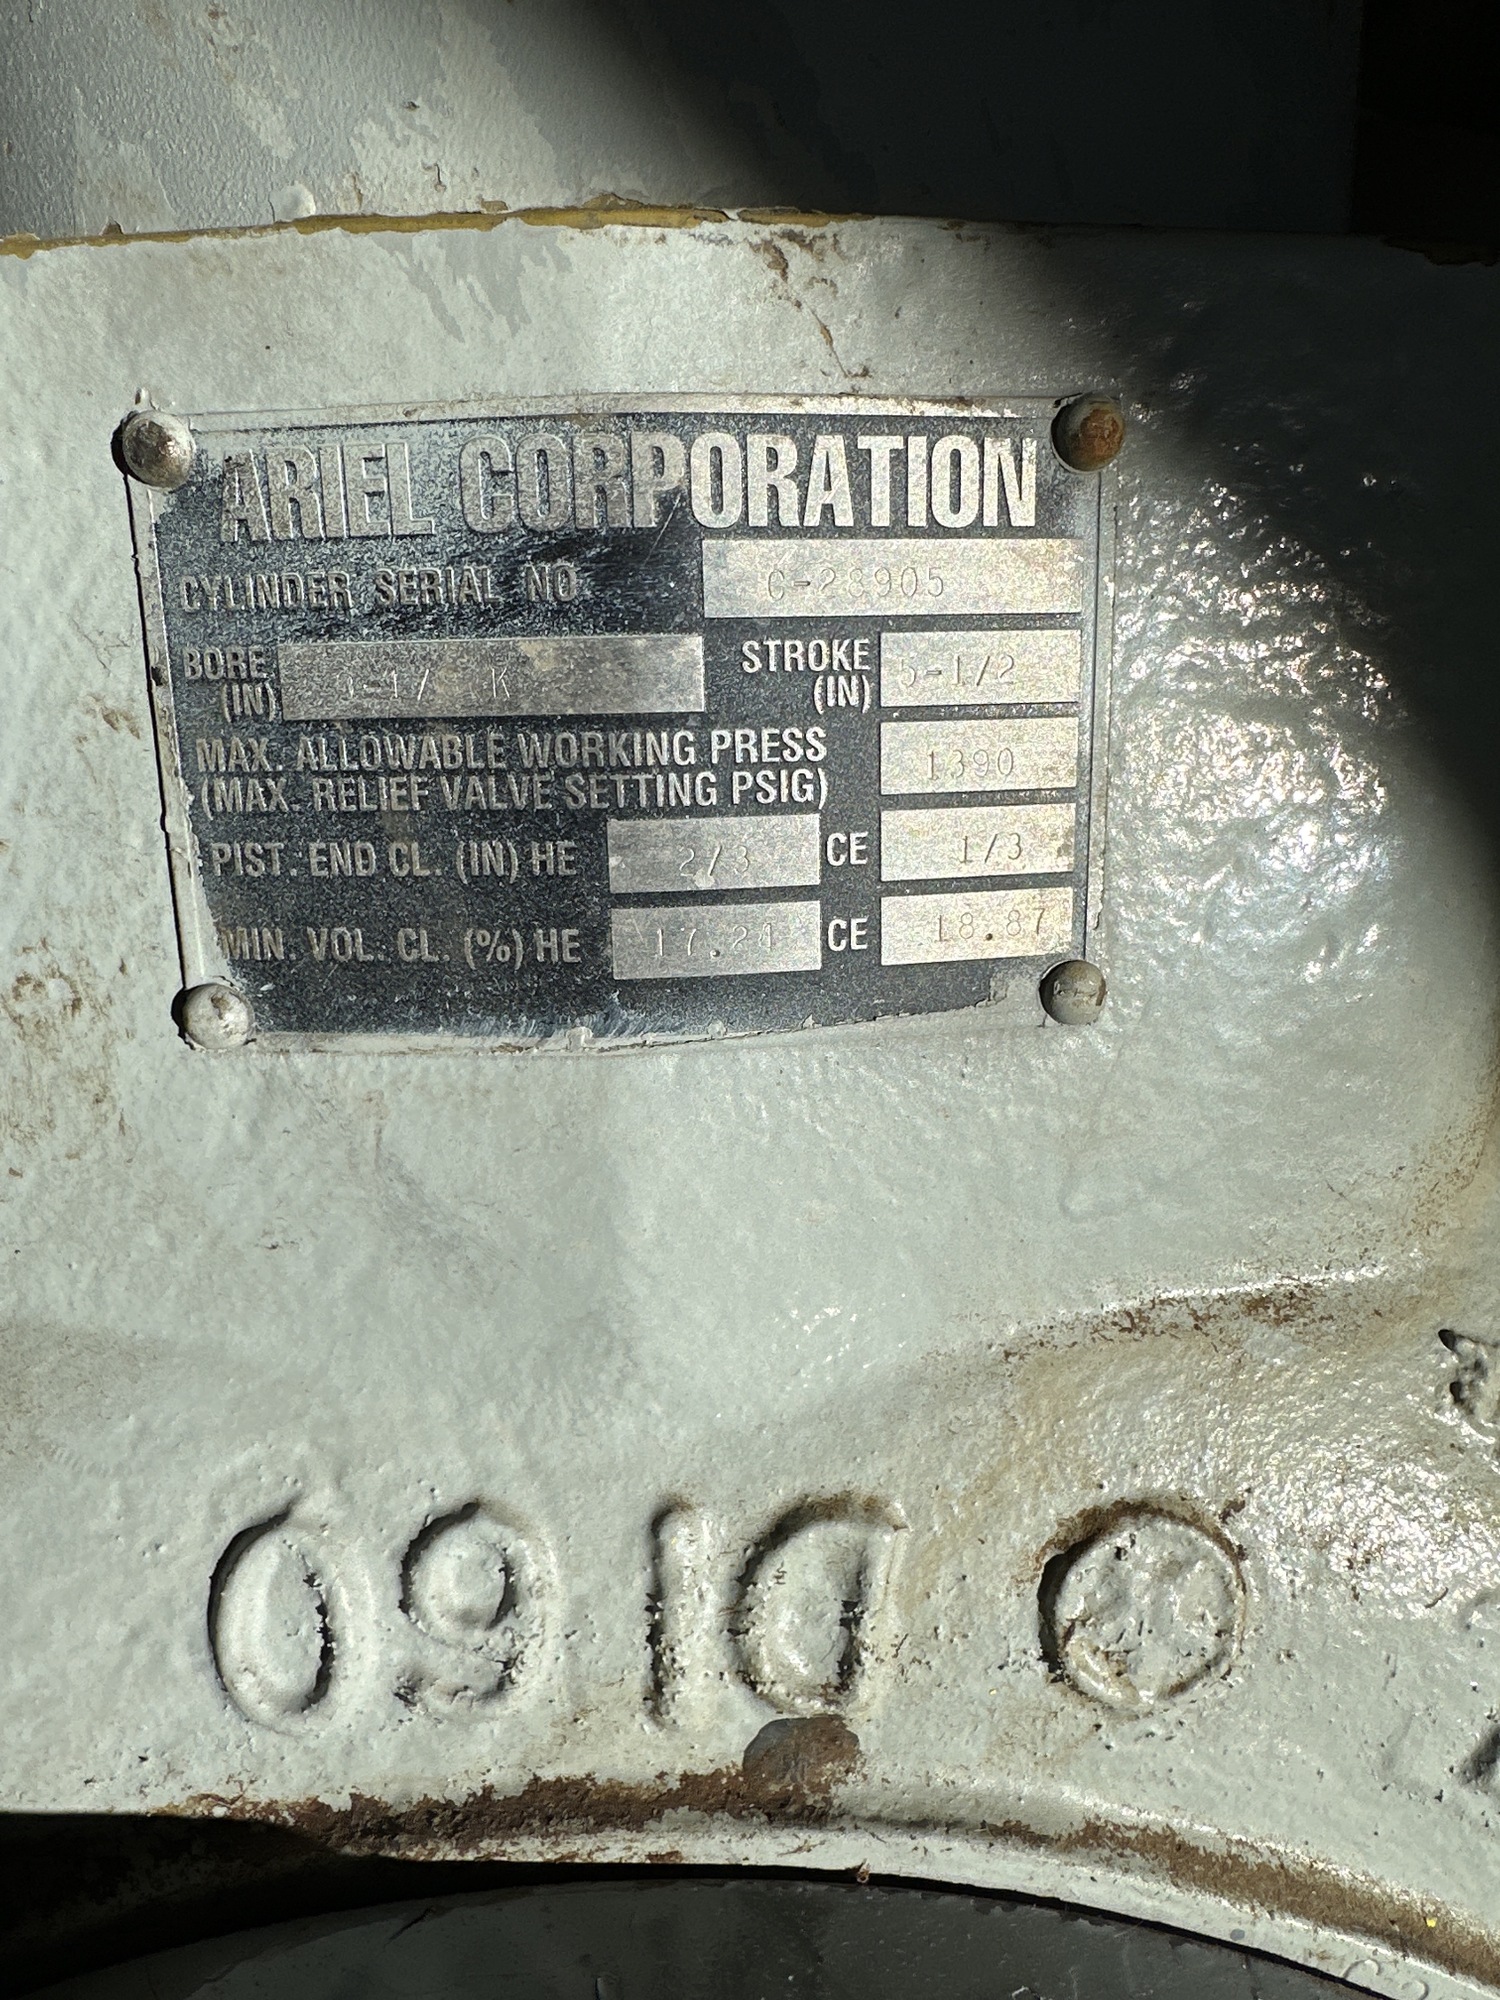 ARIEL CORPORATION
CYLINDER SERIAL NO C-28905
BORE (IN) K STROKE (IN) 5-1/2
MAX. ALLOWABLE WORKING PRESS 1390
(MAX. RELIEF VALVE SETTING PSIG)
PIST. END CL. (IN) HE 2/3 CE 1/3
MIN. VOL. CL. (%) HE 17.21 CE 18.87